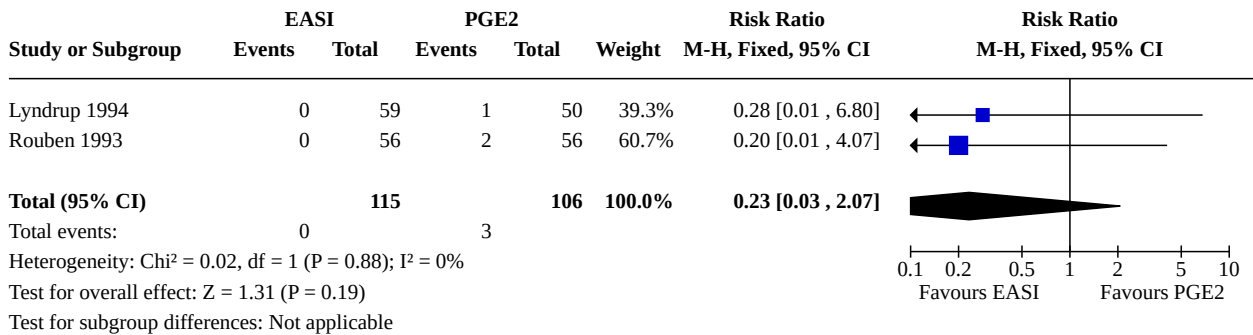 EASI PGE2 Risk Ratio Risk Ratio
Study or Subgroup Events Total Events Total Weight M-H, Fixed, 95% CI M-H, Fixed, 95% CI
Lyndrup 1994 0 59 1 50 39.3% 0.28 [0.01 , 6.80]
Rouben 1993 0 56 2 56 60.7% 0.20 [0.01 , 4.07]
Total (95% CI) 115 106 100.0% 0.23 [0.03 , 2.07]
Total events: 0 3
Heterogeneity: Chi² = 0.02, df = 1 (P = 0.88); I² = 0%
0.1 0.2 0.5 1 2 5 10
Test for overall effect: Z = 1.31 (P = 0.19) Favours EASI Favours PGE2
Test for subgroup differences: Not applicable